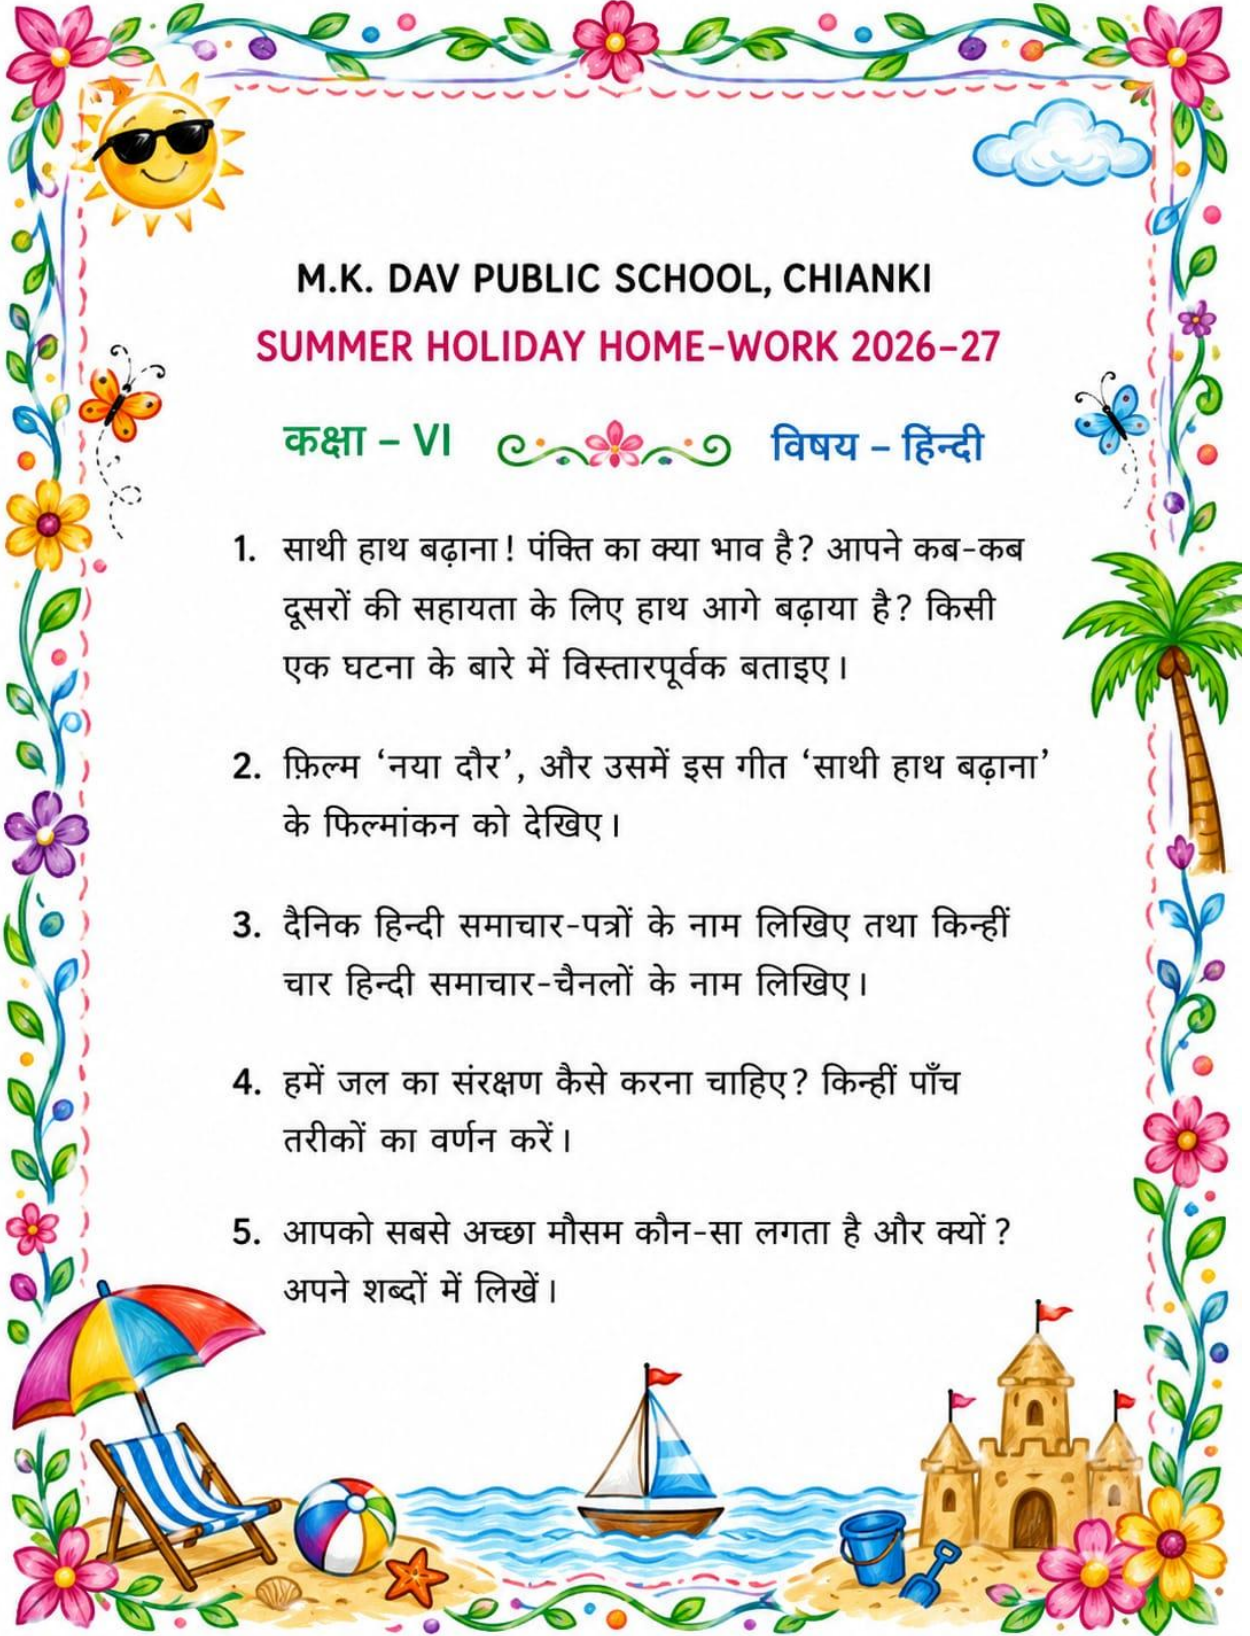 M.K. DAV PUBLIC SCHOOL, CHIANKI
SUMMER HOLIDAY HOME-WORK 2026-27
कक्षा – VI विषय – हिन्दी
1. साथी हाथ बढ़ाना! पंक्ति का क्या भाव है? आपने कब-कब
दूसरों की सहायता के लिए हाथ आगे बढ़ाया है? किसी
एक घटना के बारे में विस्तारपूर्वक बताइए।
2. फ़िल्म ‘नया दौर’, और उसमें इस गीत ‘साथी हाथ बढ़ाना’
के फिल्मांकन को देखिए।
3. दैनिक हिन्दी समाचार-पत्रों के नाम लिखिए तथा किन्हीं
चार हिन्दी समाचार-चैनलों के नाम लिखिए।
4. हमें जल का संरक्षण कैसे करना चाहिए? किन्हीं पाँच
तरीकों का वर्णन करें।
5. आपको सबसे अच्छा मौसम कौन-सा लगता है और क्यों?
अपने शब्दों में लिखें।